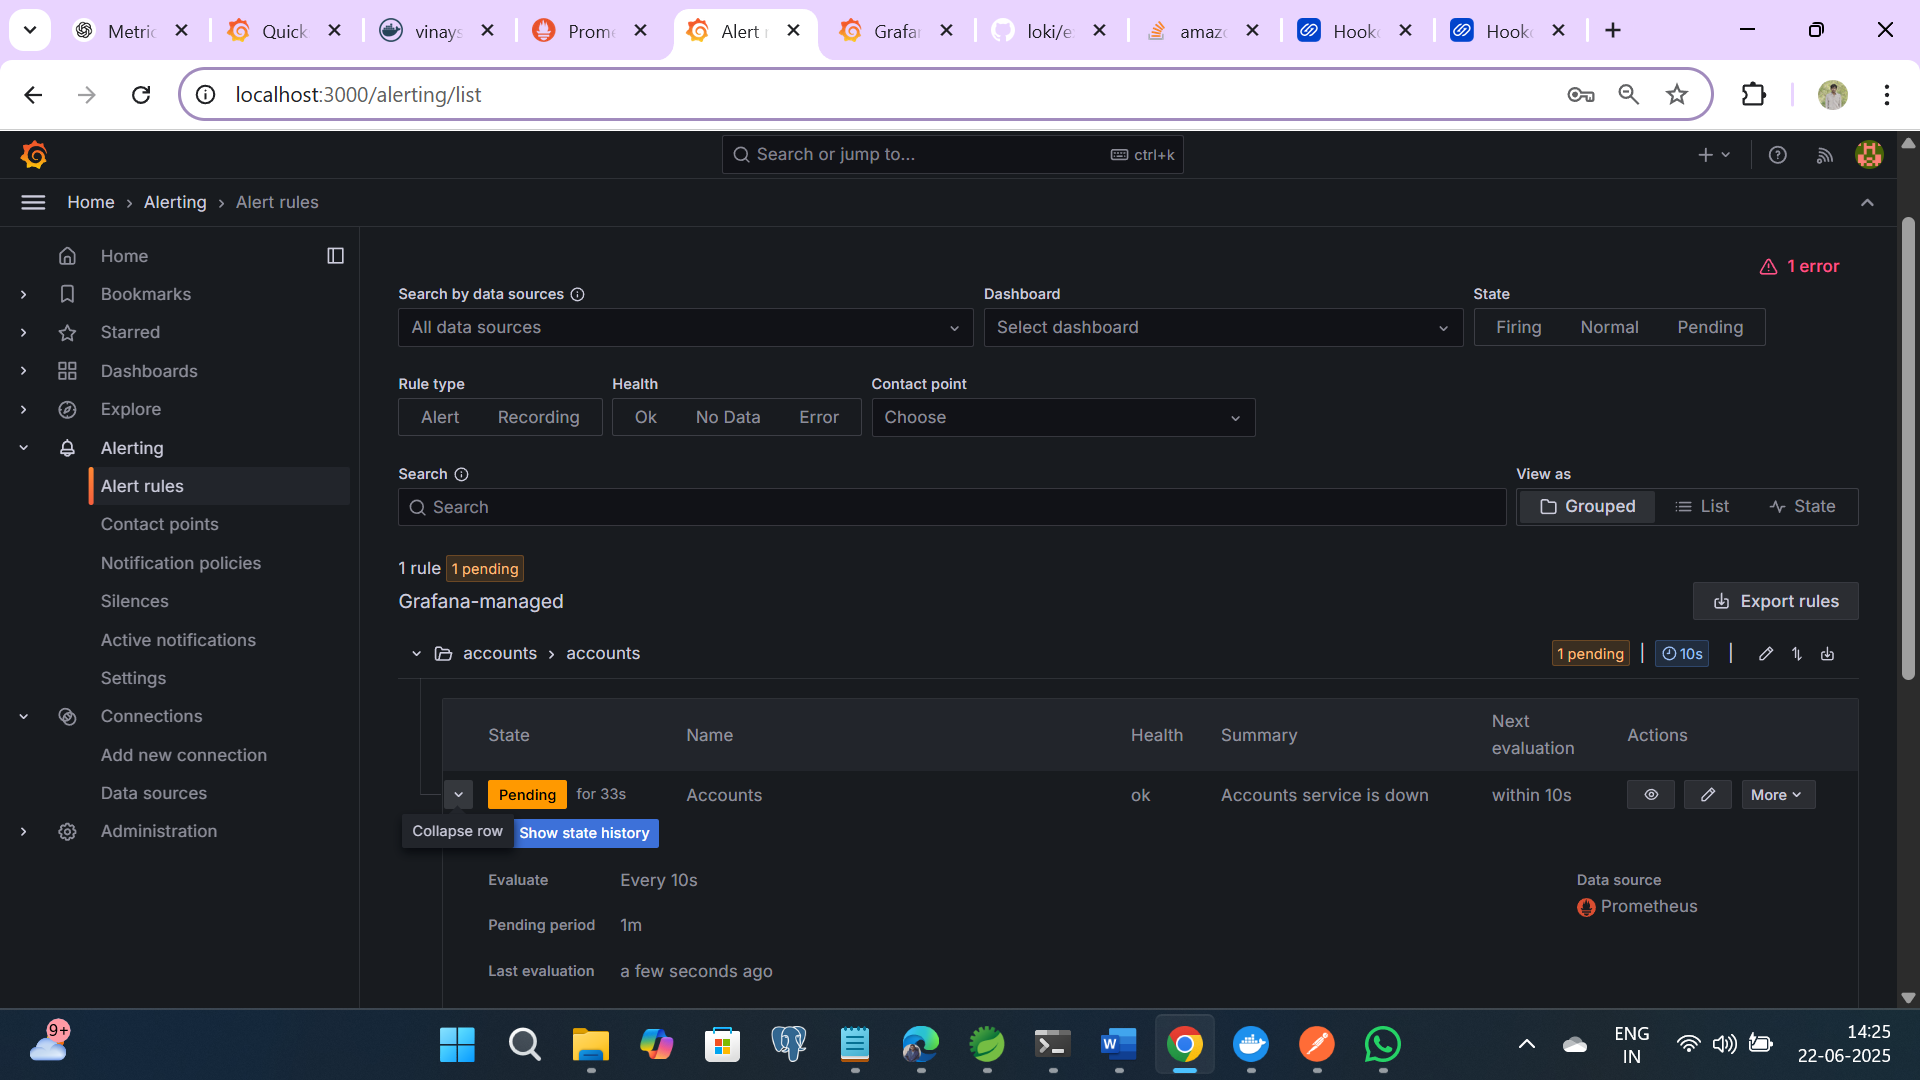 Metric
Quick
vinays
Prome
Alert r
Grafan
loki/e
amazo
Hookd
Hookd
localhost:3000/alerting/list
Search or jump to...
ctrl+k
Home › Alerting › Alert rules
Home
Bookmarks
Starred
Dashboards
Explore
Alerting
Alert rules
Contact points
Notification policies
Silences
Active notifications
Settings
Connections
Add new connection
Data sources
Administration
1 error
Search by data sources
Dashboard
State
All data sources
Select dashboard
Firing Normal Pending
Rule type
Health
Contact point
Alert Recording
Ok No Data Error
Choose
Search
View as
Search
Grouped List State
1 rule 1 pending
Grafana-managed
Export rules
accounts › accounts
1 pending | 10s |
State Name Health Summary Next evaluation Actions
Pending for 33s Accounts ok Accounts service is down within 10s More
Collapse row
Show state history
Evaluate Every 10s
Data source
Prometheus
Pending period 1m
Last evaluation a few seconds ago
9+
ENG
IN
14:25
22-06-2025